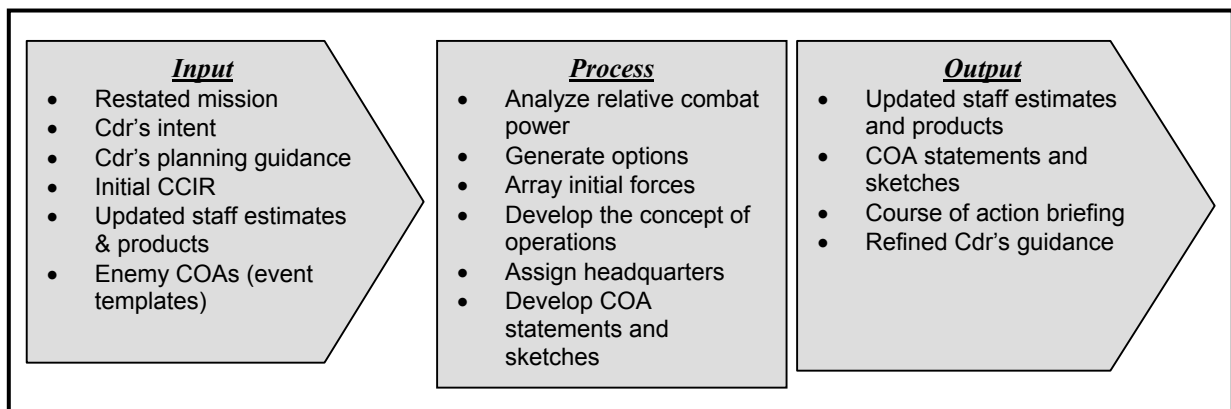 Input
• Restated mission
• Cdr’s intent
• Cdr’s planning guidance
• Initial CCIR
• Updated staff estimates
& products
• Enemy COAs (event
templates)
Process
• Analyze relative combat
power
• Generate options
• Array initial forces
• Develop the concept of
operations
• Assign headquarters
• Develop COA
statements and
sketches
Output
• Updated staff estimates
and products
• COA statements and
sketches
• Course of action briefing
• Refined Cdr’s guidance